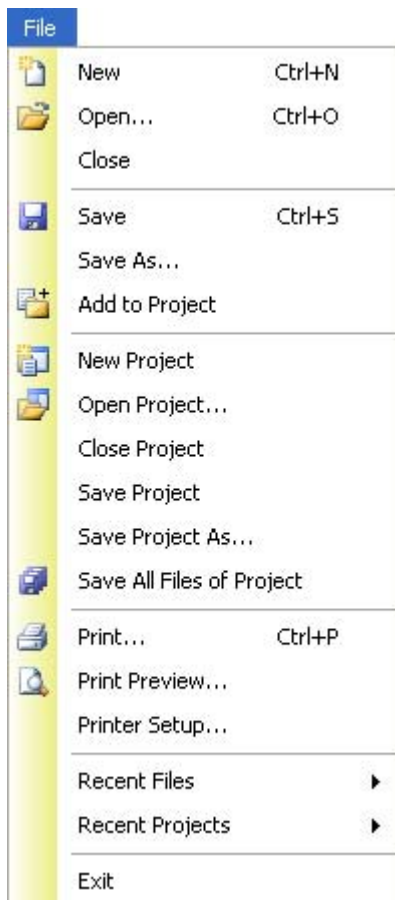 File
New Ctrl+N
Open... Ctrl+O
Close
Save Ctrl+S
Save As...
Add to Project
New Project
Open Project...
Close Project
Save Project
Save Project As...
Save All Files of Project
Print... Ctrl+P
Print Preview...
Printer Setup...
Recent Files
Recent Projects
Exit